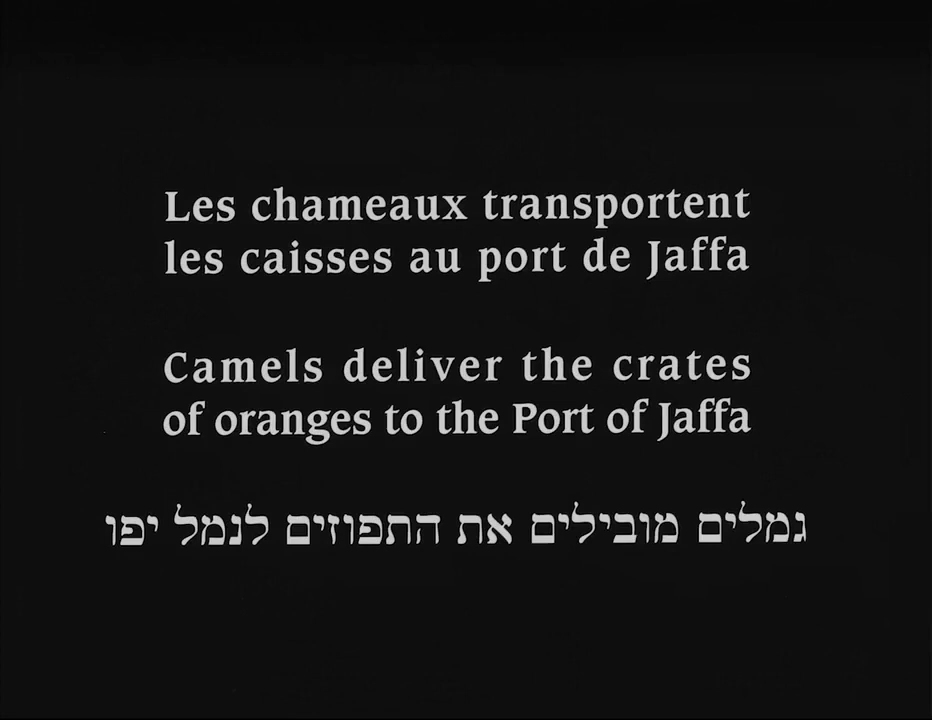 Les chameaux transportent
les caisses au port de Jaffa
Camels deliver the crates
of oranges to the Port of Jaffa
גמלים מובילים את התפוזים לנמל יפו